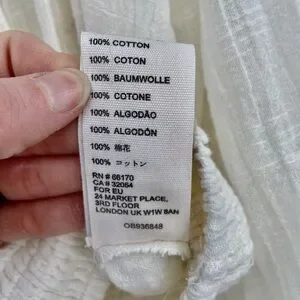 100% COTTON
100% COTON
100% BAUMWOLLE
100% COTONE
100% ALGODÃO
100% ALGODÓN
100% 棉花
100% コットン
RN # 66170
CA # 32054
FOR EU
24 MARKET PLACE,
3RD FLOOR
LONDON UK W1W 8AN
OB936848